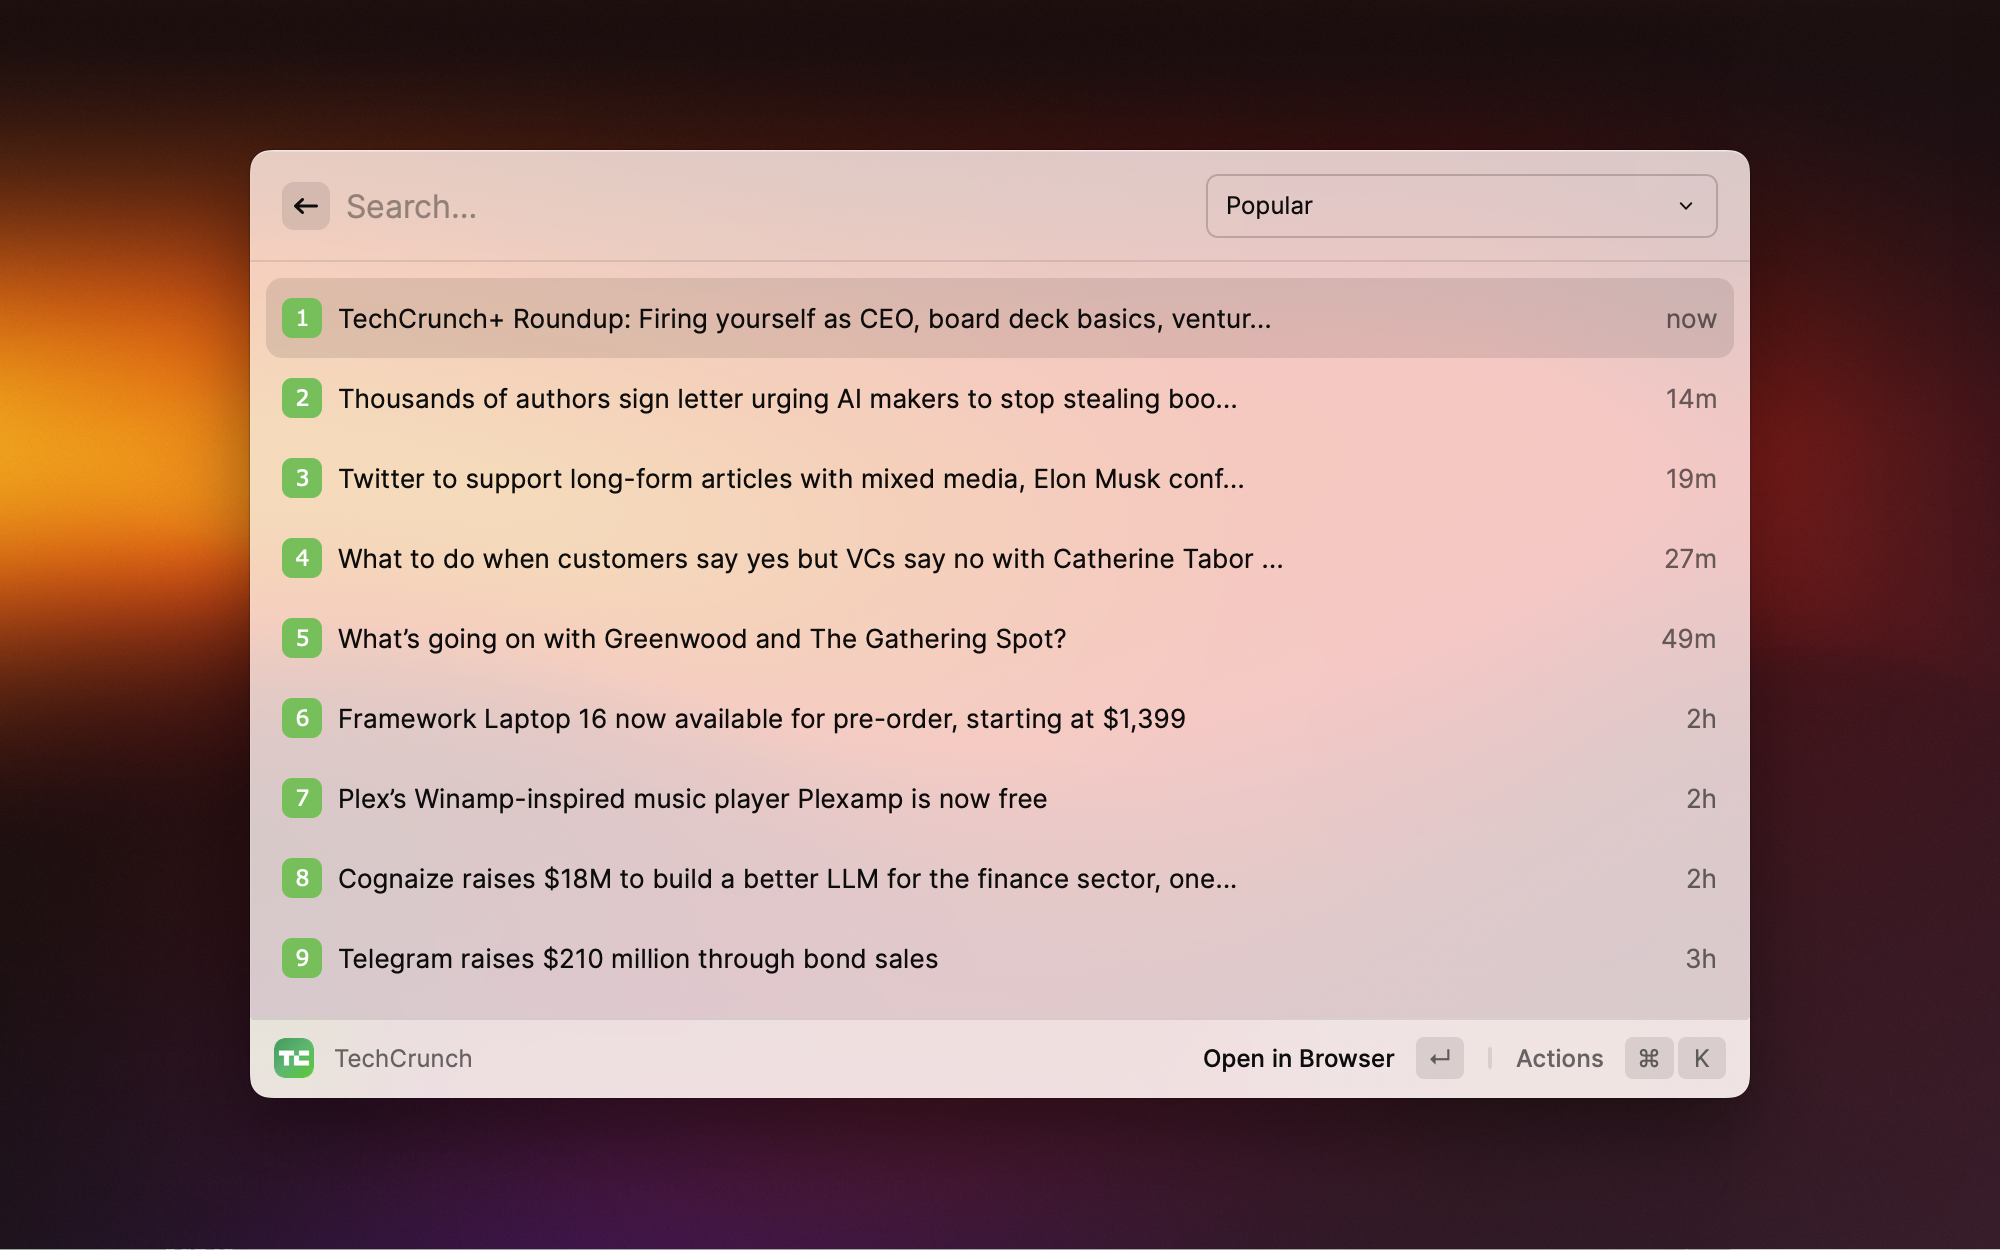 Search...
Popular
1 TechCrunch+ Roundup: Firing yourself as CEO, board deck basics, ventur... now
2 Thousands of authors sign letter urging AI makers to stop stealing boo... 14m
3 Twitter to support long-form articles with mixed media, Elon Musk conf... 19m
4 What to do when customers say yes but VCs say no with Catherine Tabor ... 27m
5 What’s going on with Greenwood and The Gathering Spot? 49m
6 Framework Laptop 16 now available for pre-order, starting at $1,399 2h
7 Plex’s Winamp-inspired music player Plexamp is now free 2h
8 Cognaize raises $18M to build a better LLM for the finance sector, one... 2h
9 Telegram raises $210 million through bond sales 3h
TC TechCrunch Open in Browser ↵ Actions ⌘ K